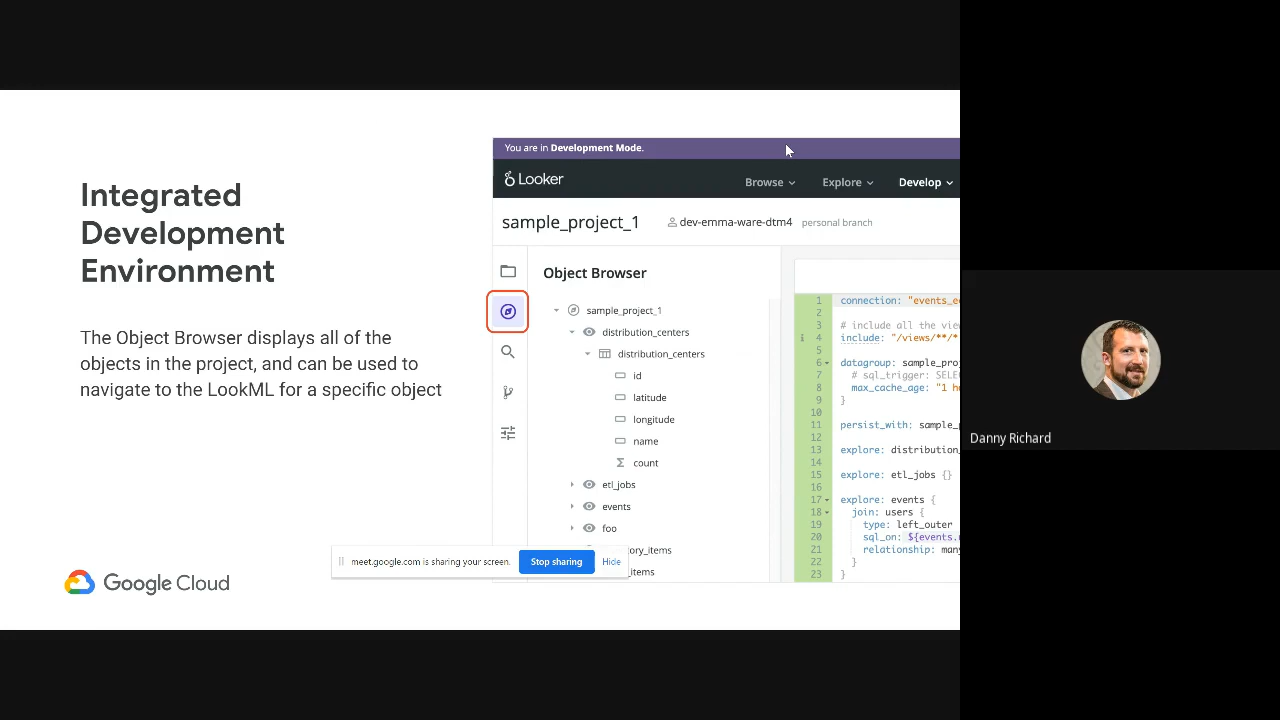 Integrated
Development
Environment
The Object Browser displays all of the
objects in the project, and can be used to
navigate to the LookML for a specific object
Google Cloud
You are in Development Mode.
Looker
Browse
Explore
Develop
sample_project_1
dev-emma-ware-dtm4 personal branch
Object Browser
sample_project_1
distribution_centers
distribution_centers
id
latitude
longitude
name
count
etl_jobs
events
foo
tory_items
_items
1 connection: "events_e
2
3 # include all the view
4 include: "/views/**/*
5
6 datagroup: sample_proj
7 # sql_trigger: SELE
8 max_cache_age: "1 ho
9 }
10
11 persist_with: sample_p
12
13 explore: distribution_
14
15 explore: etl_jobs {}
16
17 explore: events {
18 join: users {
19 type: left_outer
20 sql_on: ${events.
21 relationship: many
22 }
23 }
meet.google.com is sharing your screen.
Stop sharing
Hide
Danny Richard